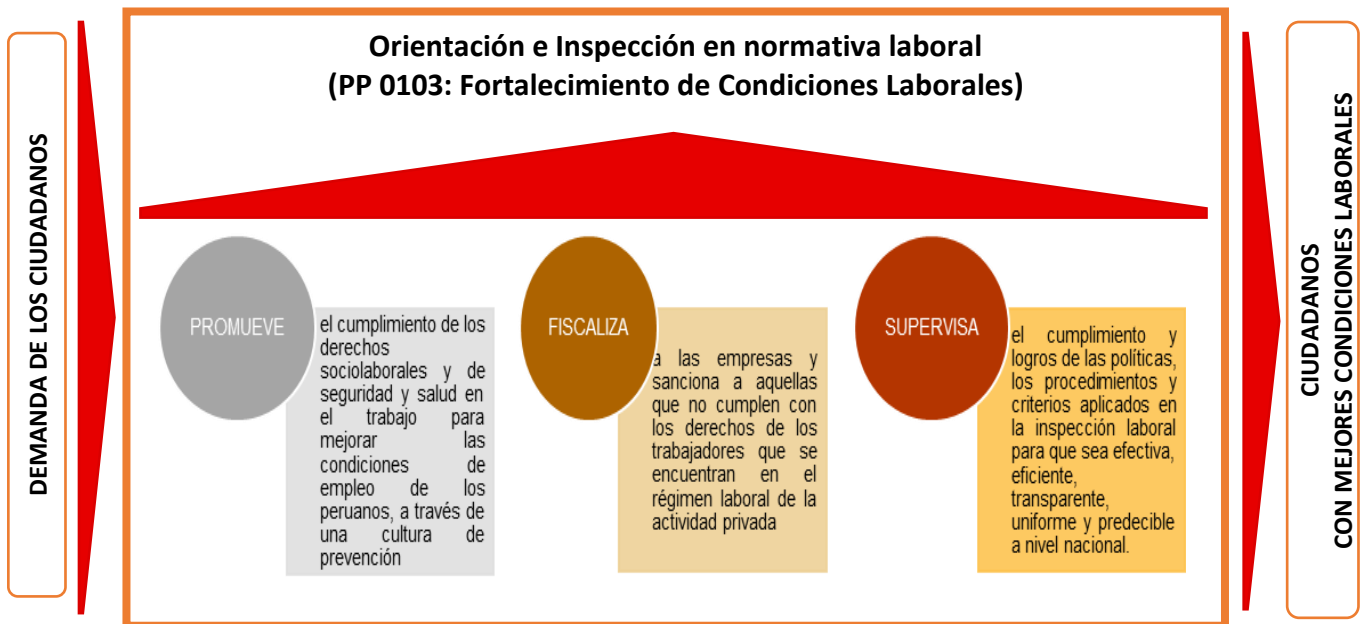 DEMANDA DE LOS CIUDADANOS
Orientación e Inspección en normativa laboral
(PP 0103: Fortalecimiento de Condiciones Laborales)
PROMUEVE
el cumplimiento de los
derechos
sociolaborales y de
seguridad y salud en
el trabajo para
mejorar las
condiciones de
empleo de los
peruanos, a través de
una cultura de
prevención
FISCALIZA
a las empresas y
sanciona a aquellas
que no cumplen con
los derechos de los
trabajadores que se
encuentran en el
régimen laboral de la
actividad privada
SUPERVISA
el cumplimiento y
logros de las políticas,
los procedimientos y
criterios aplicados en
la inspección laboral
para que sea efectiva,
eficiente,
transparente,
uniforme y predecible
a nivel nacional.
CIUDADANOS
CON MEJORES CONDICIONES LABORALES